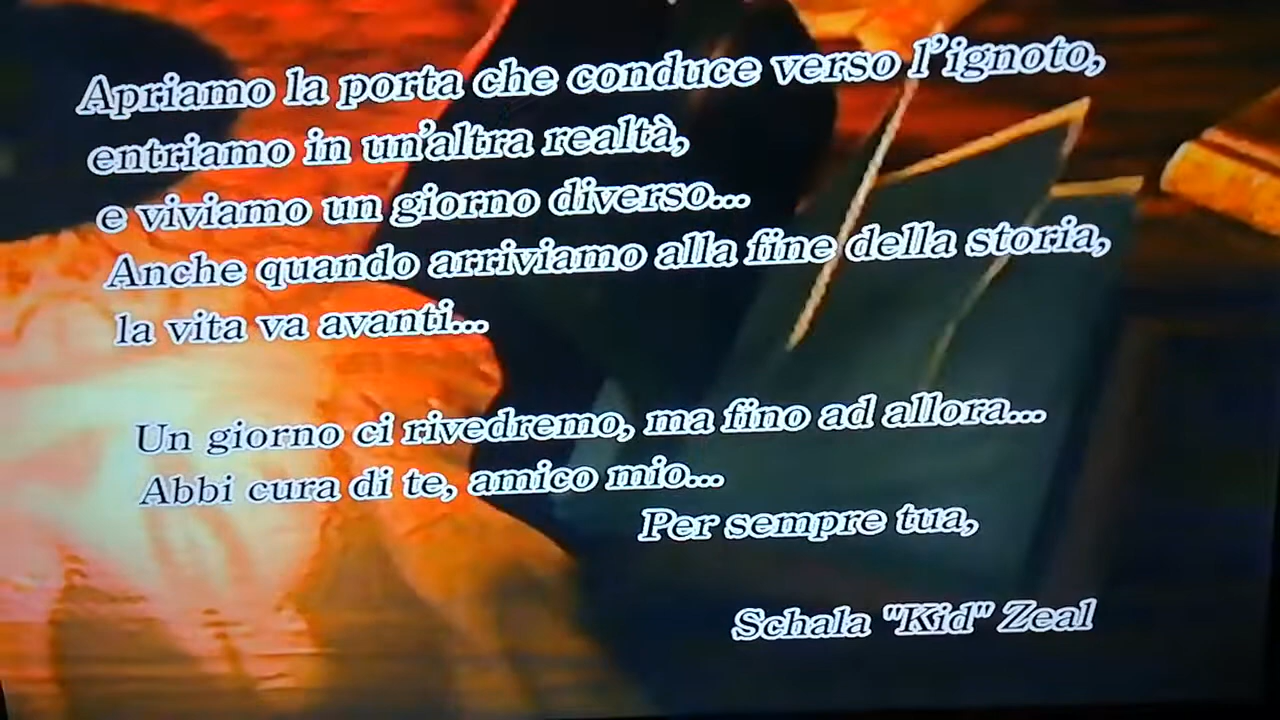 Apriamo la porta che conduce verso l'ignoto,
entriamo in un'altra realtà,
e viviamo un giorno diverso...
Anche quando arriviamo alla fine della storia,
la vita va avanti...
Un giorno ci rivedremo, ma fino ad allora...
Abbi cura di te, amico mio...
Per sempre tua,
Schala "Kid" Zeal